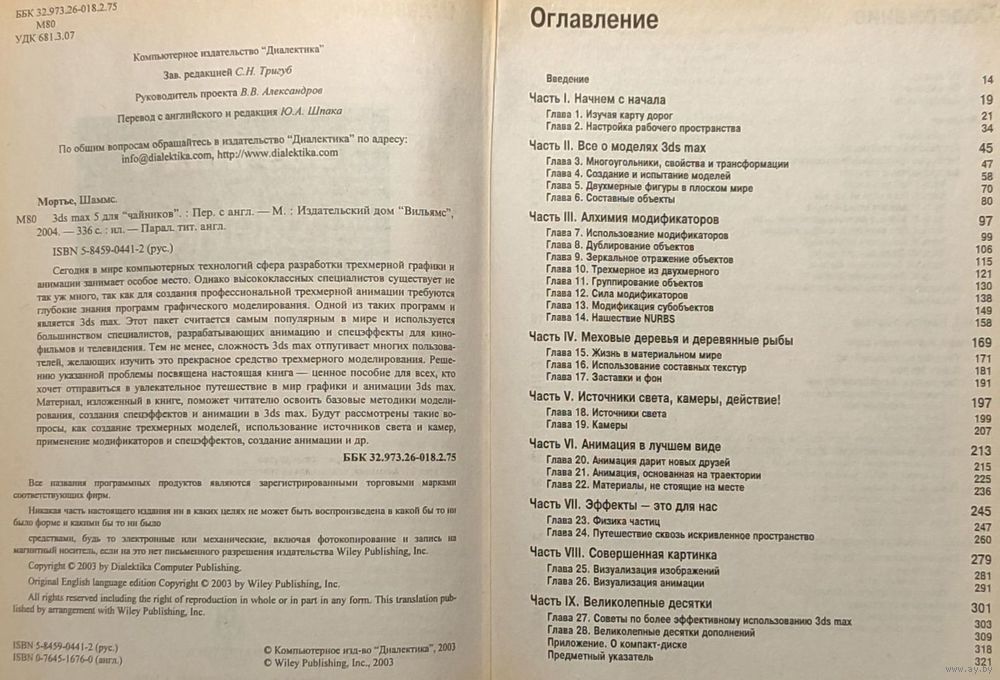 ББК 32.973.26-018.2.75
М80
УДК 681.3.07
Компьютерное издательство "Диалектика"
Зав. редакцией С.Н. Тригуб
Руководитель проекта В.В. Александров
Перевод с английского и редакция Ю.А. Шпака
По общим вопросам обращайтесь в издательство "Диалектика" по адресу:
info@dialektika.com, http://www.dialektika.com
Мортье, Шаммс.
М80 3ds max 5 для "чайников". : Пер. с англ. — М. : Издательский дом "Вильямс",
2004. — 336 с. : ил. — Парал. тит. англ.
ISBN 5-8459-0441-2 (рус.)
Сегодня в мире компьютерных технологий сфера разработки трехмерной графики и
анимации занимает особое место. Однако высококлассных специалистов существует не
так уж много, так как для создания профессиональной трехмерной анимации требуются
глубокие знания программ графического моделирования. Одной из таких программ и
является 3ds max. Этот пакет считается самым популярным в мире и используется
большинством специалистов, разрабатывающих анимацию и спецэффекты для кино-
фильмов и телевидения. Тем не менее, сложность 3ds max отпугивает многих пользова-
телей, желающих изучить это прекрасное средство трехмерного моделирования. Реше-
нию указанной проблемы посвящена настоящая книга — ценное пособие для всех, кто
хочет отправиться в увлекательное путешествие в мир графики и анимации 3ds max.
Материал, изложенный в книге, поможет читателю освоить базовые методики модели-
рования, создания спецэффектов и анимации в 3ds max. Будут рассмотрены такие во-
просы, как создание трехмерных моделей, использование источников света и камер,
применение модификаторов и спецэффектов, создание анимации и др.
ББК 32.973.26-018.2.75
Все названия программных продуктов являются зарегистрированными торговыми марками
соответствующих фирм.
Никакая часть настоящего издания ни в каких целях не может быть воспроизведена в какой бы то ни
было форме и какими бы то ни было
средствами, будь то электронные или механические, включая фотокопирование и запись на
магнитный носитель, если на это нет письменного разрешения издательства Wiley Publishing, Inc.
Copyright © 2003 by Dialektika Computer Publishing.
Original English language edition Copyright © 2003 by Wiley Publishing, Inc.
All rights reserved including the right of reproduction in whole or in part in any form. This translation pub-
lished by arrangement with Wiley Publishing, Inc.
ISBN 5-8459-0441-2 (рус.)
ISBN 0-7645-1676-0 (англ.)
© Компьютерное изд-во "Диалектика", 2003
© Wiley Publishing, Inc., 2003
Оглавление
Введение 14
Часть I. Начнем с начала 19
Глава 1. Изучая карту дорог 21
Глава 2. Настройка рабочего пространства 34
Часть II. Все о моделях 3ds max 45
Глава 3. Многоугольники, свойства и трансформации 47
Глава 4. Создание и испытание моделей 58
Глава 5. Двухмерные фигуры в плоском мире 70
Глава 6. Составные объекты 80
Часть III. Алхимия модификаторов 97
Глава 7. Использование модификаторов 99
Глава 8. Дублирование объектов 106
Глава 9. Зеркальное отражение объектов 115
Глава 10. Трехмерное из двухмерного 121
Глава 11. Группирование объектов 130
Глава 12. Сила модификаторов 138
Глава 13. Модификация субобъектов 149
Глава 14. Нашествие NURBS 158
Часть IV. Меховые деревья и деревянные рыбы 169
Глава 15. Жизнь в материальном мире 171
Глава 16. Использование составных текстур 181
Глава 17. Заставки и фон 191
Часть V. Источники света, камеры, действие! 197
Глава 18. Источники света 199
Глава 19. Камеры 207
Часть VI. Анимация в лучшем виде 213
Глава 20. Анимация дарит новых друзей 215
Глава 21. Анимация, основанная на траектории 225
Глава 22. Материалы, не стоящие на месте 236
Часть VII. Эффекты — это для нас 245
Глава 23. Физика частиц 247
Глава 24. Путешествие сквозь искривленное пространство 260
Часть VIII. Совершенная картинка 279
Глава 25. Визуализация изображений 281
Глава 26. Визуализация анимации 291
Часть IX. Великолепные десятки 301
Глава 27. Советы по более эффективному использованию 3ds max 303
Глава 28. Великолепные десятки дополнений 309
Приложение. О компакт-диске 318
Предметный указатель 321
www.ay.by